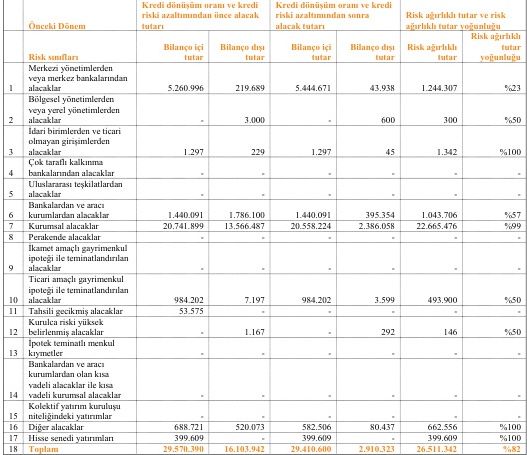 Önceki Dönem | Kredi dönüşüm oranı ve kredi riski azaltımından önce alacak tutarı | Kredi dönüşüm oranı ve kredi riski azaltımından sonra alacak tutarı | Risk ağırlıklı tutar ve risk ağırlıklı tutar yoğunluğu
Risk sınıfları | Bilanço içi tutar | Bilanço dışı tutar | Bilanço içi tutar | Bilanço dışı tutar | Risk ağırlıklı tutar | Risk ağırlıklı tutar yoğunluğu
1 | Merkezi yönetimlerden veya merkez bankalarından alacaklar | 5.260.996 | 219.689 | 5.444.671 | 43.938 | 1.244.307 | %23
2 | Bölgesel yönetimlerden veya yerel yönetimlerden alacaklar | - | 3.000 | - | 600 | 300 | %50
3 | İdari birimlerden ve ticari olmayan girişimlerden alacaklar | 1.297 | 229 | 1.297 | 45 | 1.342 | %100
4 | Çok taraflı kalkınma bankalarından alacaklar | - | - | - | - | - | -
5 | Uluslararası teşkilatlardan alacaklar | - | - | - | - | - | -
6 | Bankalardan ve aracı kurumlardan alacaklar | 1.440.091 | 1.786.100 | 1.440.091 | 395.354 | 1.043.706 | %57
7 | Kurumsal alacaklar | 20.741.899 | 13.566.487 | 20.558.224 | 2.386.058 | 22.665.476 | %99
8 | Perakende alacaklar | - | - | - | - | - | -
9 | İkamet amaçlı gayrimenkul ipoteği ile teminatlandırılan alacaklar | - | - | - | - | - | -
10 | Ticari amaçlı gayrimenkul ipoteği ile teminatlandırılan alacaklar | 984.202 | 7.197 | 984.202 | 3.599 | 493.900 | %50
11 | Tahsili gecikmiş alacaklar | 53.575 | - | - | - | - | -
12 | Kurulca riski yüksek belirlenmiş alacaklar | - | 1.167 | - | 292 | 146 | %50
13 | İpotek teminatlı menkul kıymetler | - | - | - | - | - | -
14 | Bankalardan ve aracı kurumlardan olan kısa vadeli alacaklar ile kısa vadeli kurumsal alacaklar | - | - | - | - | - | -
15 | Kolektif yatırım kuruluşu niteliğindeki yatırımlar | - | - | - | - | - | -
16 | Diğer alacaklar | 688.721 | 520.073 | 582.506 | 80.437 | 662.556 | %100
17 | Hisse senedi yatırımları | 399.609 | - | 399.609 | - | 399.609 | %100
18 | Toplam | 29.570.390 | 16.103.942 | 29.410.600 | 2.910.323 | 26.511.342 | %82